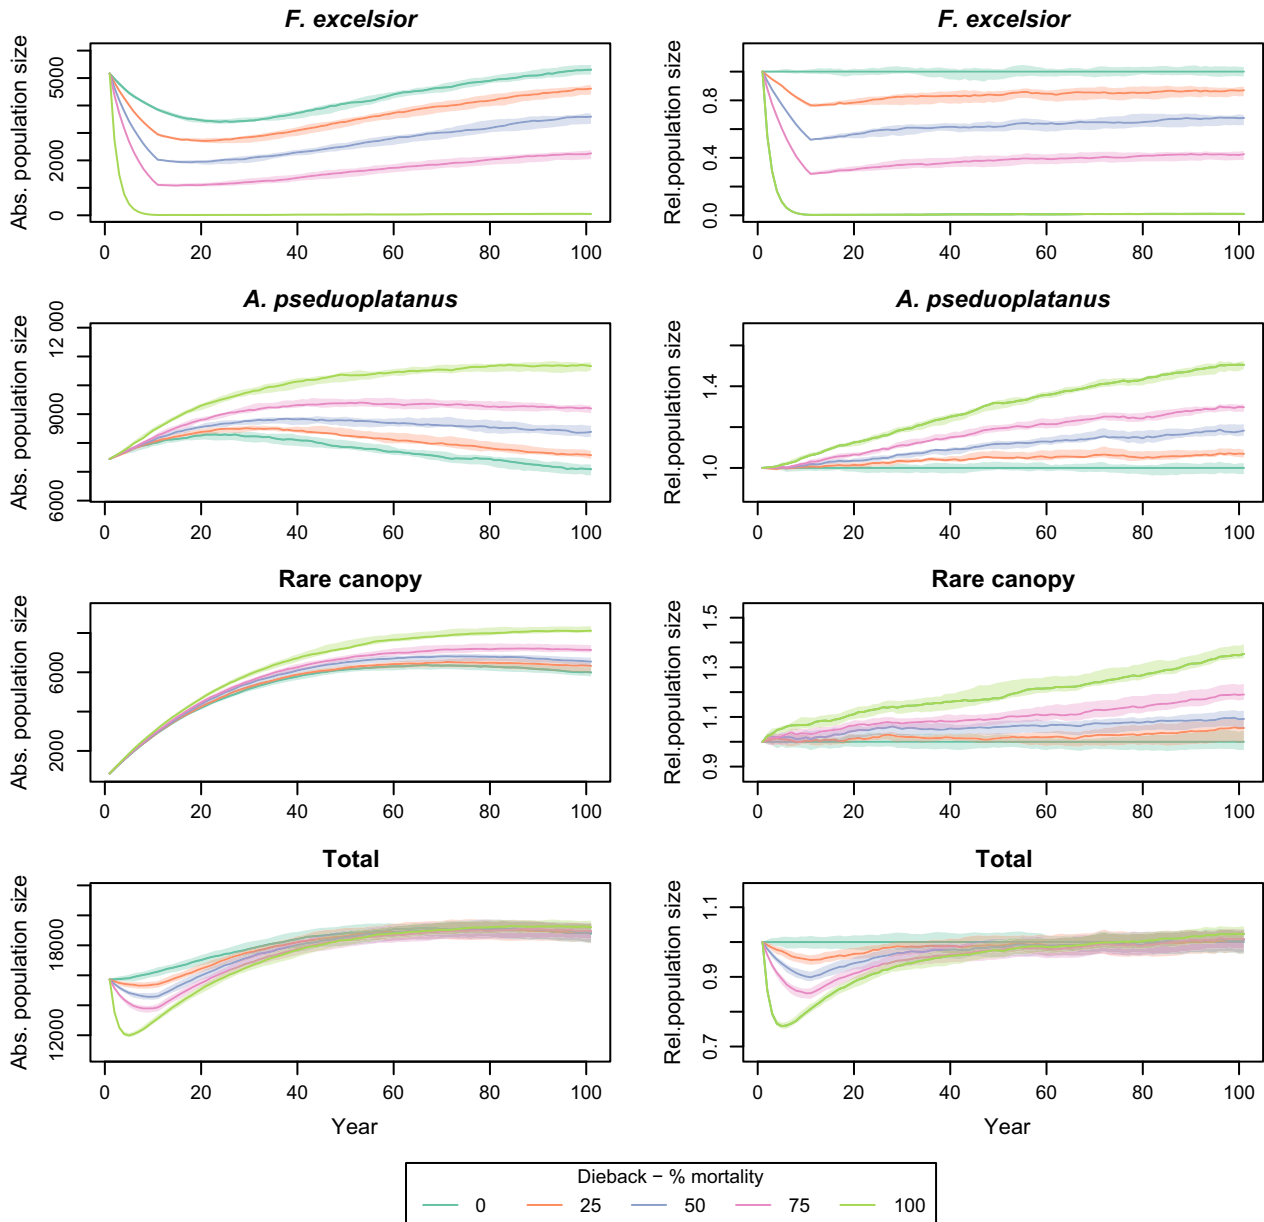 F. excelsior
Abs. population size
0 2000 5000
0 20 40 60 80 100
F. excelsior
Rel.population size
0.0 0.4 0.8
0 20 40 60 80 100
A. pseduoplatanus
Abs. population size
6000 9000 12 000
0 20 40 60 80 100
A. pseduoplatanus
Rel.population size
1.0 1.4
0 20 40 60 80 100
Rare canopy
Abs. population size
2000 6000
0 20 40 60 80 100
Rare canopy
Rel.population size
0.9 1.1 1.3 1.5
0 20 40 60 80 100
Total
Abs. population size
12000 18000
0 20 40 60 80 100
Year
Total
Rel.population size
0.7 0.9 1.1
0 20 40 60 80 100
Year
Dieback − % mortality
0 25 50 75 100